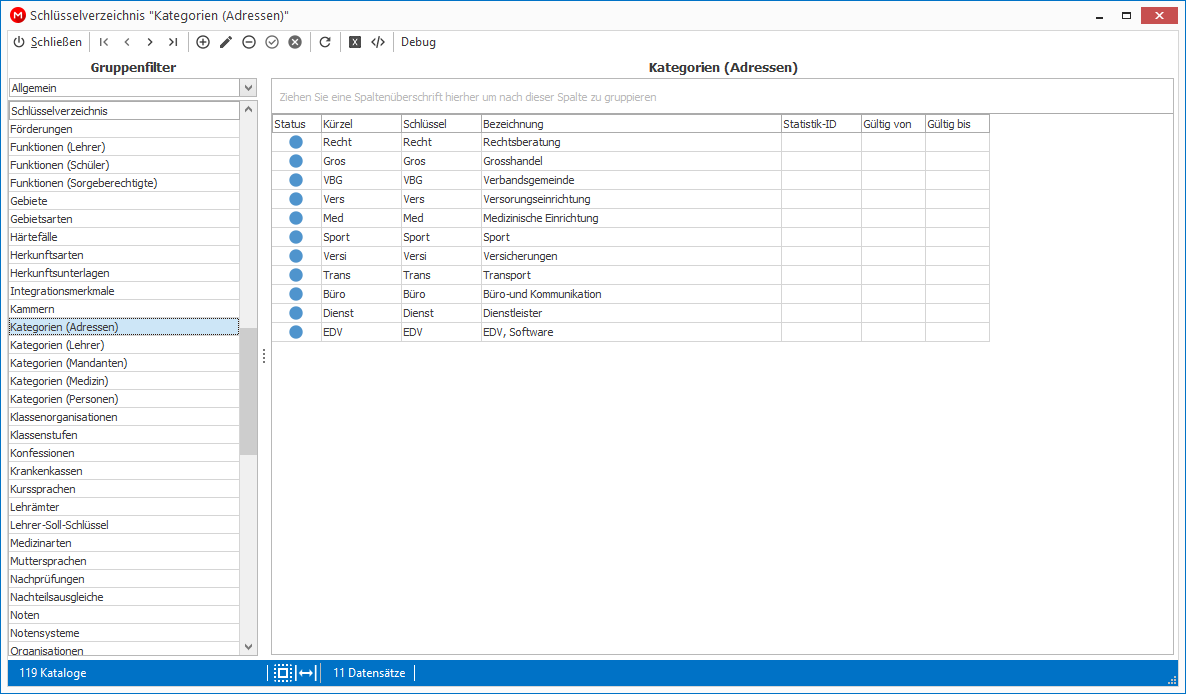 M Schlüsselverzeichnis "Kategorien (Adressen)"
Schließen Debug
Gruppenfilter
Allgemein
Schlüsselverzeichnis
Förderungen
Funktionen (Lehrer)
Funktionen (Schüler)
Funktionen (Sorgeberechtigte)
Gebiete
Gebietsarten
Härtefälle
Herkunftsarten
Herkunftsunterlagen
Integrationsmerkmale
Kammern
Kategorien (Adressen)
Kategorien (Lehrer)
Kategorien (Mandanten)
Kategorien (Medizin)
Kategorien (Personen)
Klassenorganisationen
Klassenstufen
Konfessionen
Krankenkassen
Kurssprachen
Lehrämter
Lehrer-Soll-Schlüssel
Medizinarten
Muttersprachen
Nachprüfungen
Nachteilsausgleiche
Noten
Notensysteme
Organisationen
Kategorien (Adressen)
Ziehen Sie eine Spaltenüberschrift hierher um nach dieser Spalte zu gruppieren
Status Kürzel Schlüssel Bezeichnung Statistik-ID Gültig von Gültig bis
Recht Recht Rechtsberatung
Gros Gros Grosshandel
VBG VBG Verbandsgemeinde
Vers Vers Versorungseinrichtung
Med Med Medizinische Einrichtung
Sport Sport Sport
Versi Versi Versicherungen
Trans Trans Transport
Büro Büro Büro-und Kommunikation
Dienst Dienst Dienstleister
EDV EDV EDV, Software
119 Kataloge 11 Datensätze